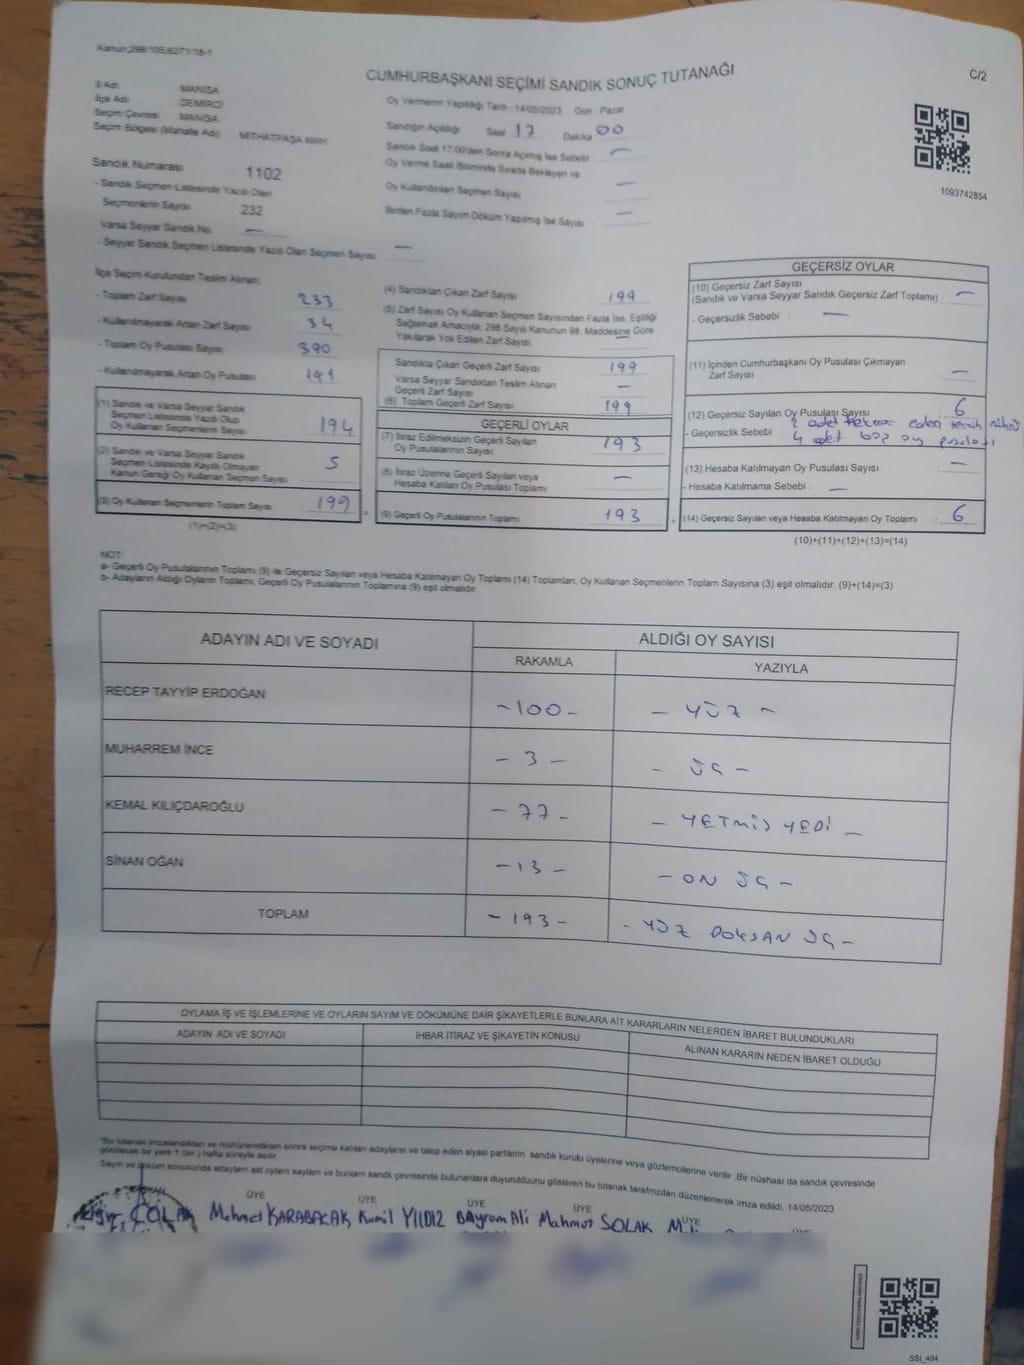 Kanun;298/105;6271/18-1
C/2
CUMHURBAŞKANI SEÇİMİ SANDIK SONUÇ TUTANAĞI
İl Adı: MANİSA
İlçe Adı: DEMİRCİ
Seçim Çevresi MANİSA
Seçim Bölgesi (Mahalle Adı) MİTHATPAŞA MAH.
Sandık Numarası 1102
- Sandık Seçmen Listesinde Yazılı Olan
Seçmenlerin Sayısı 232
Varsa Seyyar Sandık No —
- Seyyar Sandık Seçmen Listesinde Yazılı Olan Seçmen Sayısı —
Oy Vermenin Yapıldığı Tarih : 14/05/2023 Gün : Pazar
Sandığın Açıldığı Saat 17 Dakika 00
Sandık Saat 17:00'den Sonra Açılmış İse Sebebi —
Oy Verme Saati Bitiminde Sırada Bekleyen ve
Oy Kullandırılan Seçmen Sayısı —
Birden Fazla Sayım Döküm Yapılmış İse Sayısı : —
1093742854
İlçe Seçim Kurulundan Teslim Alınan;
- Toplam Zarf Sayısı 233
- Kullanılmayarak Artan Zarf Sayısı 34
- Toplam Oy Pusulası Sayısı 390
- Kullanılmayarak Artan Oy Pusulası 191
(1) Sandık ve Varsa Seyyar Sandık
Seçmen Listesinde Yazılı Olup
Oy Kullanan Seçmenlerin Sayısı 194
(2) Sandık ve Varsa Seyyar Sandık
Seçmen Listesinde Kayıtlı Olmayan
Kanun Gereği Oy Kullanan Seçmen Sayısı 5
(3) Oy Kullanan Seçmenlerin Toplam Sayısı 199
(1)+(2)=(3)
(4) Sandıktan Çıkan Zarf Sayısı 199
(5) Zarf Sayısı Oy Kullanan Seçmen Sayısından Fazla İse, Eşitliği
Sağlamak Amacıyla; 298 Sayılı Kanunun 98. Maddesine Göre
Yakılarak Yok Edilen Zarf Sayısı —
Sandıkta Çıkan Geçerli Zarf Sayısı 199
Varsa Seyyar Sandıktan Teslim Alınan
Geçerli Zarf Sayısı —
(6) Toplam Geçerli Zarf Sayısı 199
GEÇERLİ OYLAR
(7) İtiraz Edilmeksizin Geçerli Sayılan
Oy Pusulalarının Sayısı 193
(8) İtiraz Üzerine Geçerli Sayılan veya
Hesaba Katılan Oy Pusulası Toplamı —
(9) Geçerli Oy Pusulalarının Toplamı 193
GEÇERSİZ OYLAR
(10) Geçersiz Zarf Sayısı
(Sandık ve Varsa Seyyar Sandık Geçersiz Zarf Toplamı) : —
- Geçersizlik Sebebi : —
(11) İçinden Cumhurbaşkanı Oy Pusulası Çıkmayan
Zarf Sayısı —
(12) Geçersiz Sayılan Oy Pusulası Sayısı 6
2 adet tekrar eden tercih mührü
- Geçersizlik Sebebi 4 adet boş oy pusulası
(13) Hesaba Katılmayan Oy Pusulası Sayısı —
- Hesaba Katılmama Sebebi : —
(14) Geçersiz Sayılan veya Hesaba Katılmayan Oy Toplamı : 6
(10)+(11)+(12)+(13)=(14)
NOT:
a- Geçerli Oy Pusulalarının Toplamı (9) ile Geçersiz Sayılan veya Hesaba Katılmayan Oy Toplamı (14) Toplamları, Oy Kullanan Seçmenlerin Toplam Sayısına (3) eşit olmalıdır. (9)+(14)=(3)
b- Adayların Aldığı Oyların Toplamı, Geçerli Oy Pusulalarının Toplamına (9) eşit olmalıdır.
ADAYIN ADI VE SOYADI ALDIĞI OY SAYISI
RAKAMLA YAZIYLA
RECEP TAYYİP ERDOĞAN - 100 - - YÜZ -
MUHARREM İNCE - 3 - - ÜÇ -
KEMAL KILIÇDAROĞLU - 77 - - YETMİŞ YEDİ -
SİNAN OĞAN - 13 - - ON ÜÇ -
TOPLAM - 193 - - YÜZ DOKSAN ÜÇ -
OYLAMA İŞ VE İŞLEMLERİNE VE OYLARIN SAYIM VE DÖKÜMÜNE DAİR ŞİKAYETLERLE BUNLARA AİT KARARLARIN NELERDEN İBARET BULUNDUKLARI
ADAYIN ADI VE SOYADI İHBAR İTİRAZ VE ŞİKAYETİN KONUSU ALINAN KARARIN NEDEN İBARET OLDUĞU
*Bu tutanak imzalandıktan ve mühürlendikten sonra seçime katılan adayların ve talep eden siyasi partilerin sandık kurulu üyelerine veya gözlemcilerine verilir .Bir nüshası da sandık çevresinde
görülecek bir yere 1 (bir ) hafta süreyle asılır.
Sayım ve döküm sonucunda adayların ait oyların sayıları ve bunların sandık çevresinde bulunanlara duyurulduunu gösteren bu tutanak tarafımızdan düzenlenerek imza edildi. 14/05/2023
ÜYE ÜYE ÜYE ÜYE ÜYE ÜYE
ÇOLAK Mehmet KARABACAK Kamil YILDIZ Bayram Ali Mahmut SOLAK
SSI_404